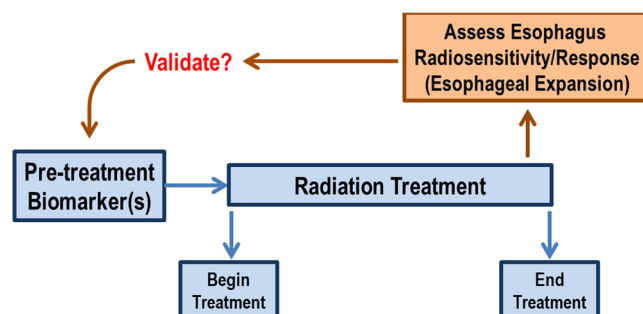 Assess Esophagus
Radiosensitivity/Response
(Esophageal Expansion)
Validate?
Pre-treatment
Biomarker(s)
Radiation Treatment
Begin
Treatment
End
Treatment